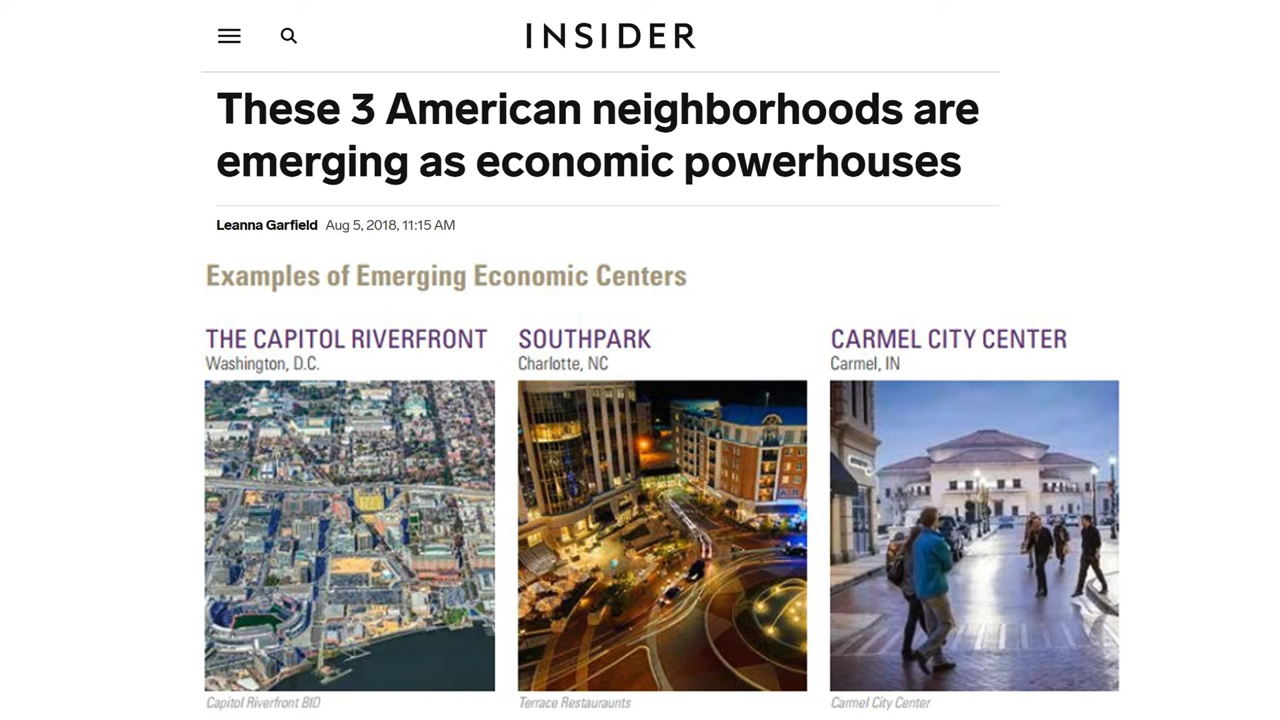 INSIDER
These 3 American neighborhoods are
emerging as economic powerhouses
Leanna Garfield Aug 5, 2018, 11:15 AM
Examples of Emerging Economic Centers
THE CAPITOL RIVERFRONT
Washington, D.C.
Capitol Riverfront BID
SOUTHPARK
Charlotte, NC
Terrace Restauraunts
CARMEL CITY CENTER
Carmel, IN
Carmel City Center